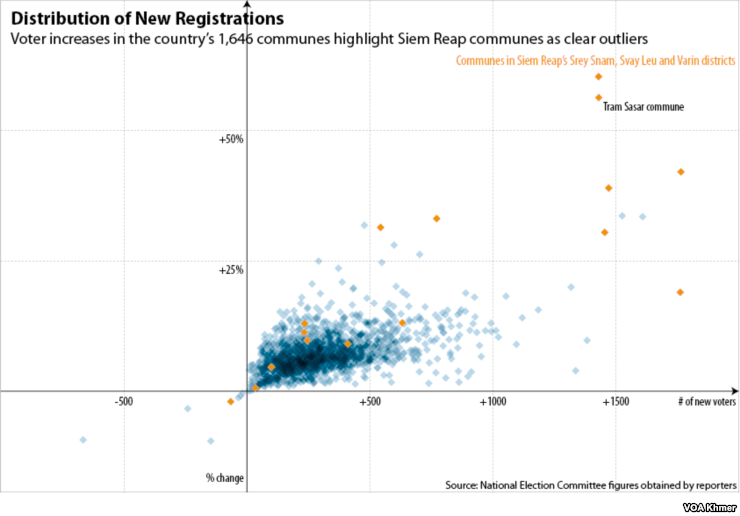 Distribution of New Registrations
Voter increases in the country's 1,646 communes highlight Siem Reap communes as clear outliers
Communes in Siem Reap's Srey Snam, Svay Leu and Varin districts
Tram Sasar commune
+50%
+25%
-500
+500
+1000
+1500
# of new voters
% change
Source: National Election Committee figures obtained by reporters
VOA Khmer